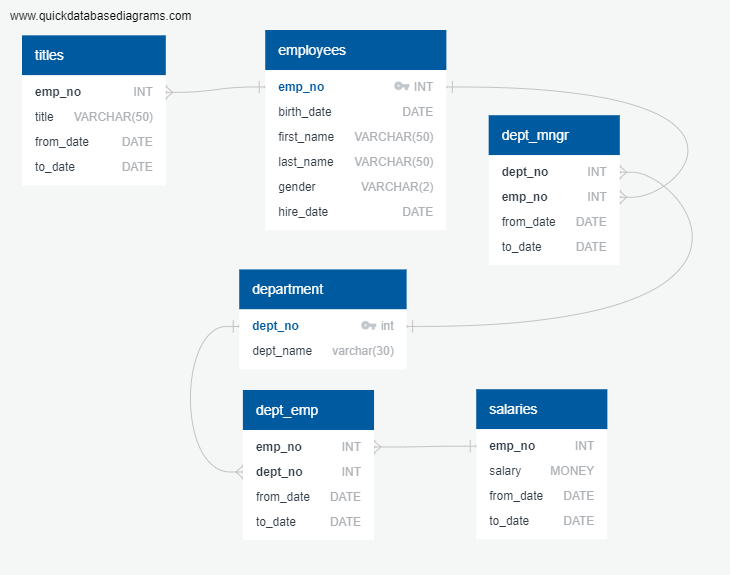 www.quickdatabasediagrams.com
titles
emp_no INT
title VARCHAR(50)
from_date DATE
to_date DATE
employees
emp_no INT
birth_date DATE
first_name VARCHAR(50)
last_name VARCHAR(50)
gender VARCHAR(2)
hire_date DATE
dept_mngr
dept_no INT
emp_no INT
from_date DATE
to_date DATE
department
dept_no int
dept_name varchar(30)
dept_emp
emp_no INT
dept_no INT
from_date DATE
to_date DATE
salaries
emp_no INT
salary MONEY
from_date DATE
to_date DATE